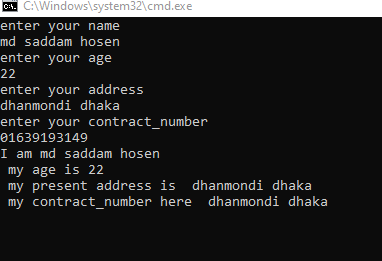 C:\Windows\system32\cmd.exe
enter your name
md saddam hosen
enter your age
22
enter your address
dhanmondi dhaka
enter your contract_number
01639193149
I am md saddam hosen
my age is 22
my present address is  dhanmondi dhaka
my contract_number here  dhanmondi dhaka